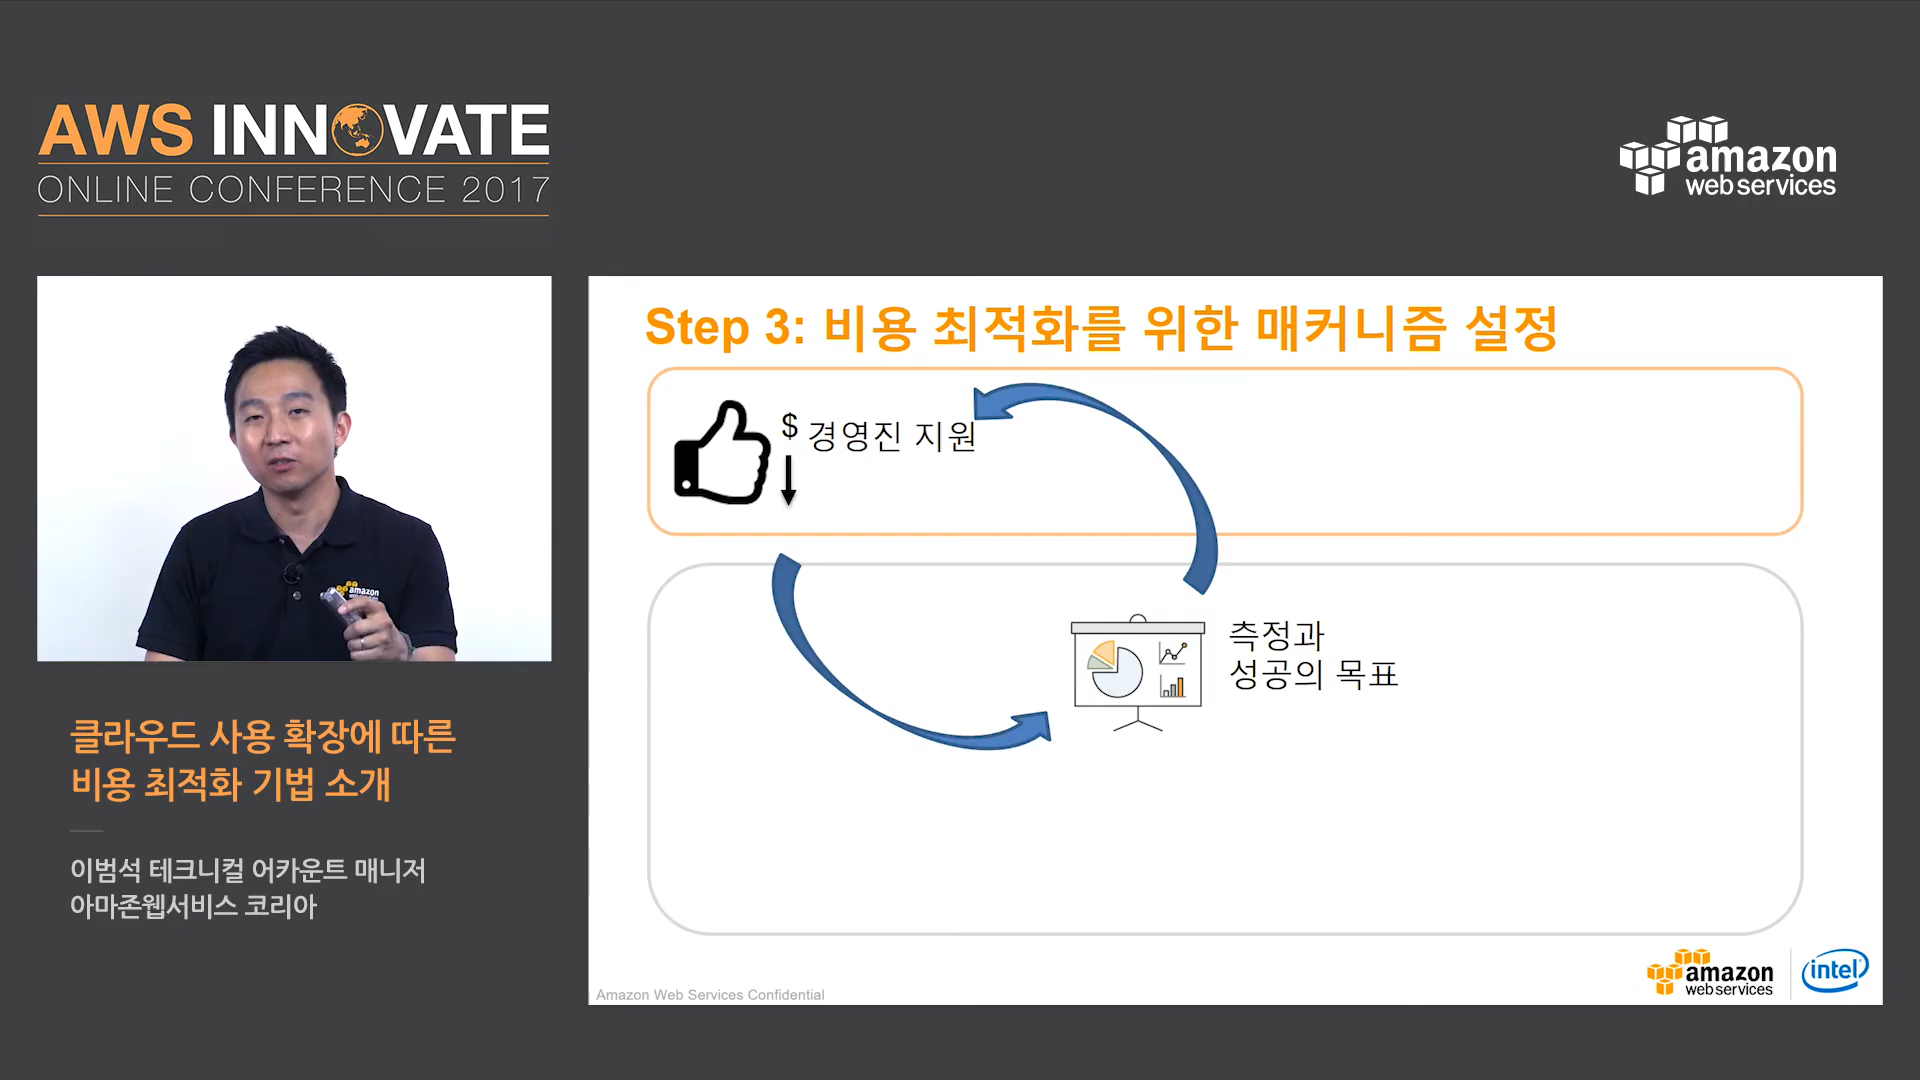 AWS INNOVATE
ONLINE CONFERENCE 2017
amazon
web services
Step 3: 비용 최적화를 위한 매커니즘 설정
$ 경영진 지원
측정과
성공의 목표
amazon
클라우드 사용 확장에 따른
비용 최적화 기법 소개
이범석 테크니컬 어카운트 매니저
아마존웹서비스 코리아
Amazon Web Services Confidential
amazon
web services
intel